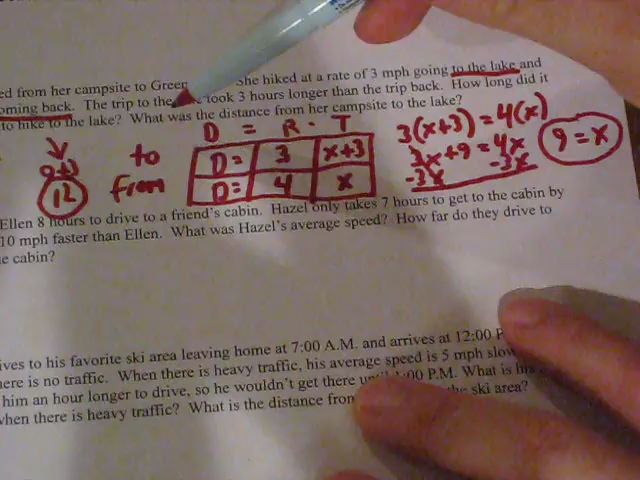 ed from her campsite to Green She hiked at a rate of 3 mph going to the lake and
oming back. The trip to the took 3 hours longer than the trip back. How long did it
to hike to the lake? What was the distance from her campsite to the lake?
D = R · T
to D= 3 x+3
from D= 4 x
9+3
12
3(x+3) = 4(x)
3x+9 = 4x
-3x -3x
9 = x
Ellen 8 hours to drive to a friend's cabin. Hazel only takes 7 hours to get to the cabin by
10 mph faster than Ellen. What was Hazel's average speed? How far do they drive to
e cabin?
ives to his favorite ski area leaving home at 7:00 A.M. and arrives at 12:00 P
here is no traffic. When there is heavy traffic, his average speed is 5 mph slow
him an hour longer to drive, so he wouldn't get there until :00 P.M. What is his
when there is heavy traffic? What is the distance from the ski area?